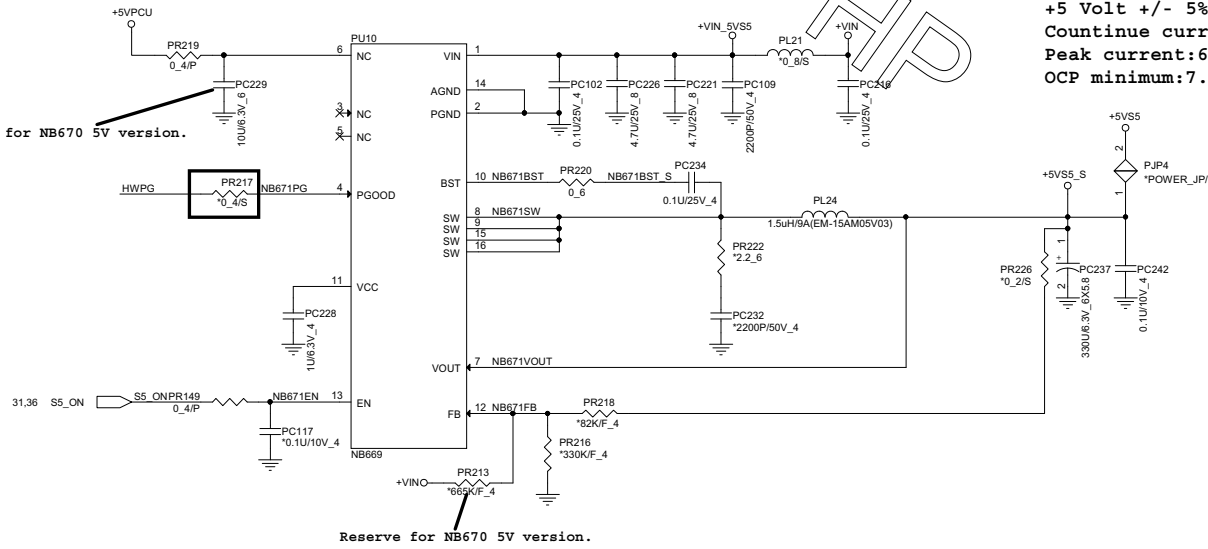 +5VPCU
PR219
0_4/P
PC229
10U/6.3V_6
for NB670 5V version.
PU10
6
NC
3
NC
5
NC
HWPG
PR217
*0_4/S
NB671PG
4
PGOOD
11
VCC
PC228
1U/6.3V_4
31,36
S5_ON
S5_ON
PR149
0_4/P
NB671EN
13
EN
PC117
*0.1U/10V_4
NB669
VIN
1
AGND
14
PGND
2
PC102
0.1U/25V_4
PC226
4.7U/25V_8
PC221
4.7U/25V_8
PC109
2200P/50V_4
+VIN_5VS5
PL21
*0_8/S
+VIN
PC216
0.1U/25V_4
HP
+5 Volt +/- 5%
Countinue curr
Peak current:6
OCP minimum:7.
BST
10
NB671BST
PR220
0_6
NB671BST_S
PC234
0.1U/25V_4
SW
8
NB671SW
SW
9
SW
15
SW
16
PL24
1.5uH/9A(EM-15AM05V03)
PR222
*2.2_6
PC232
*2200P/50V_4
VOUT
7
NB671VOUT
FB
12
NB671FB
PR218
*82K/F_4
PR216
*330K/F_4
+VIN
PR213
*665K/F_4
Reserve for NB670 5V version.
+5VS5_S
PR226
*0_2/S
1
+
2
PC237
330U/6.3V_6X5.8
PC242
0.1U/10V_4
+5VS5
2
PJP4
*POWER_JP/
1